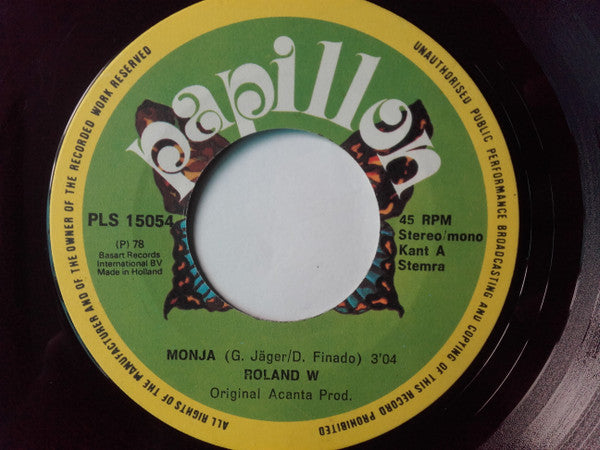 papillon
PLS 15054
(P) 78
Basart Records
International BV
Made in Holland
45 RPM
Stereo/mono
Kant A
Stemra
MONJA (G. Jäger/D. Finado) 3'04
ROLAND W
Original Acanta Prod.
ALL RIGHTS OF THE MANUFACTURER AND OF THE OWNER OF THE RECORDED WORK RESERVED
UNAUTHORISED PUBLIC PERFORMANCE BROADCASTING AND COPYING OF THIS RECORD PROHIBITED